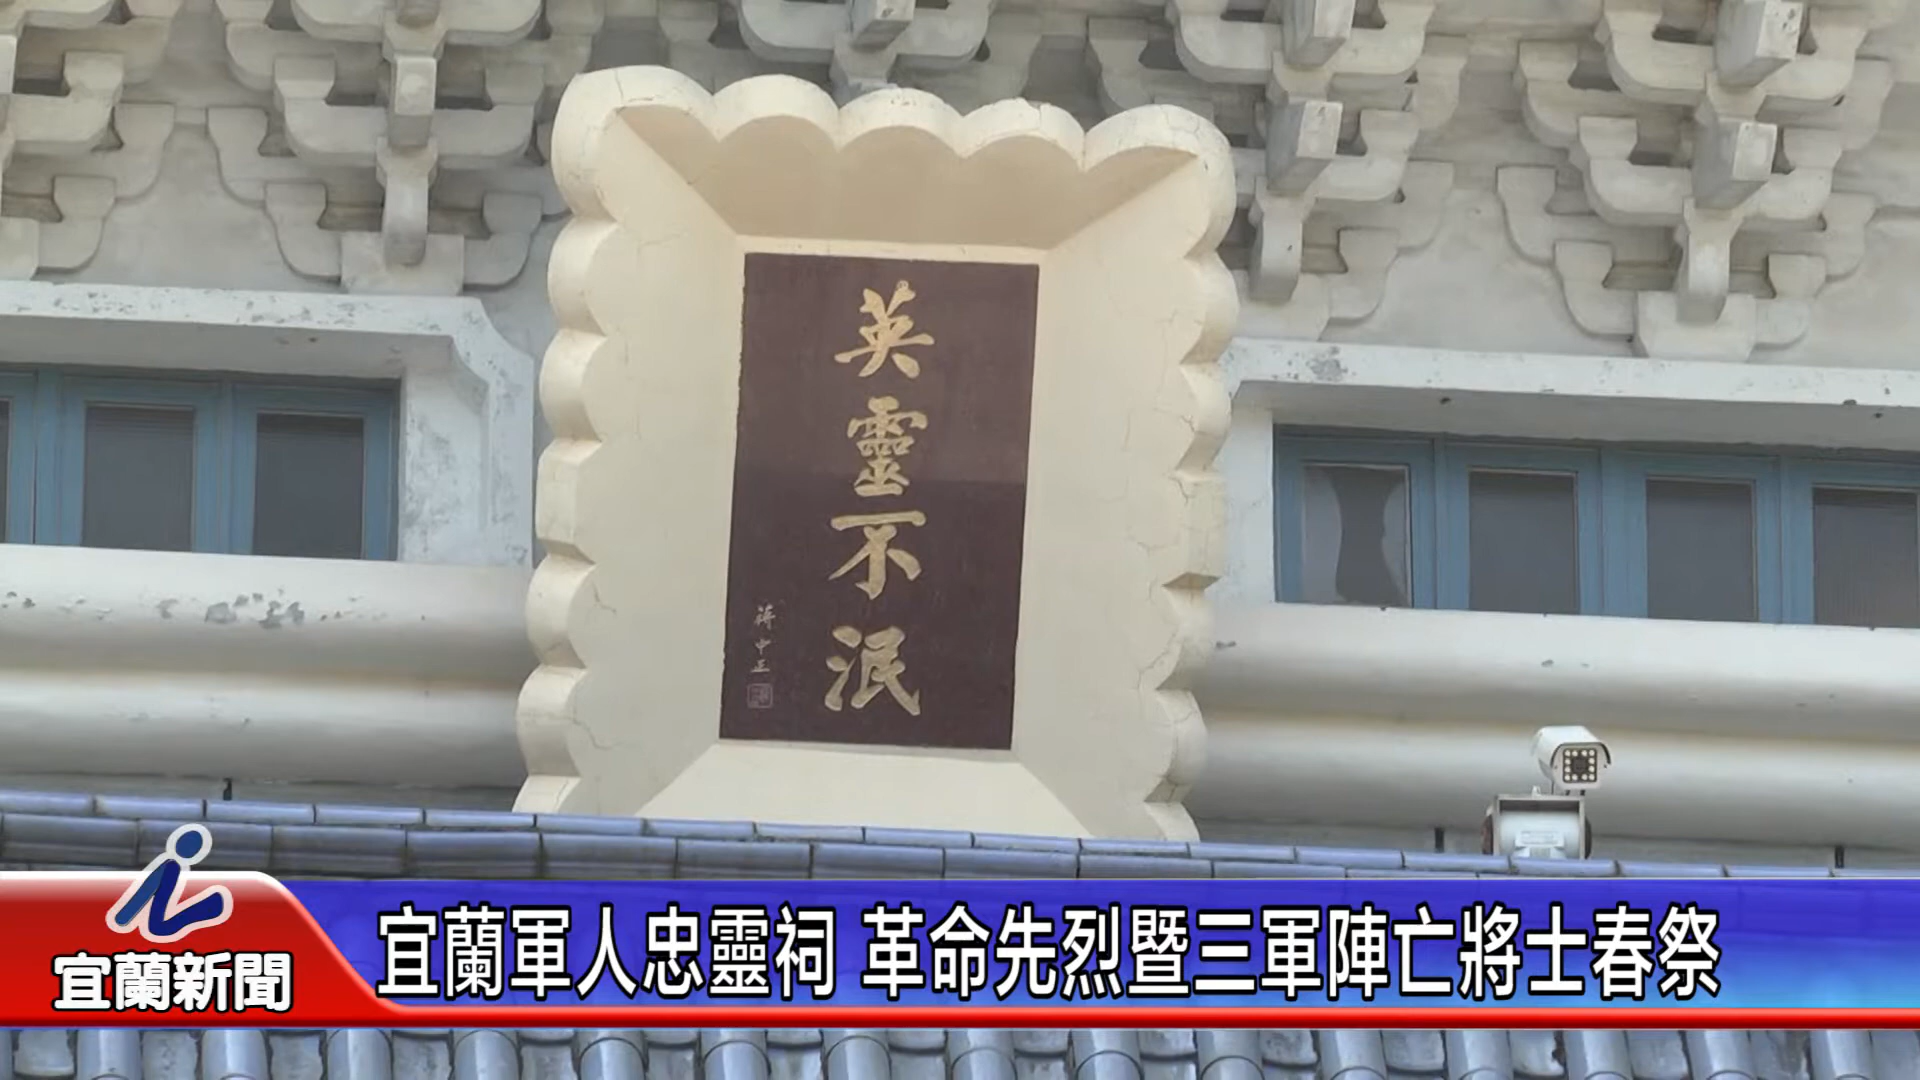 英靈不泯
蔣中正
宜蘭新聞
宜蘭軍人忠靈祠 革命先烈暨三軍陣亡將士春祭